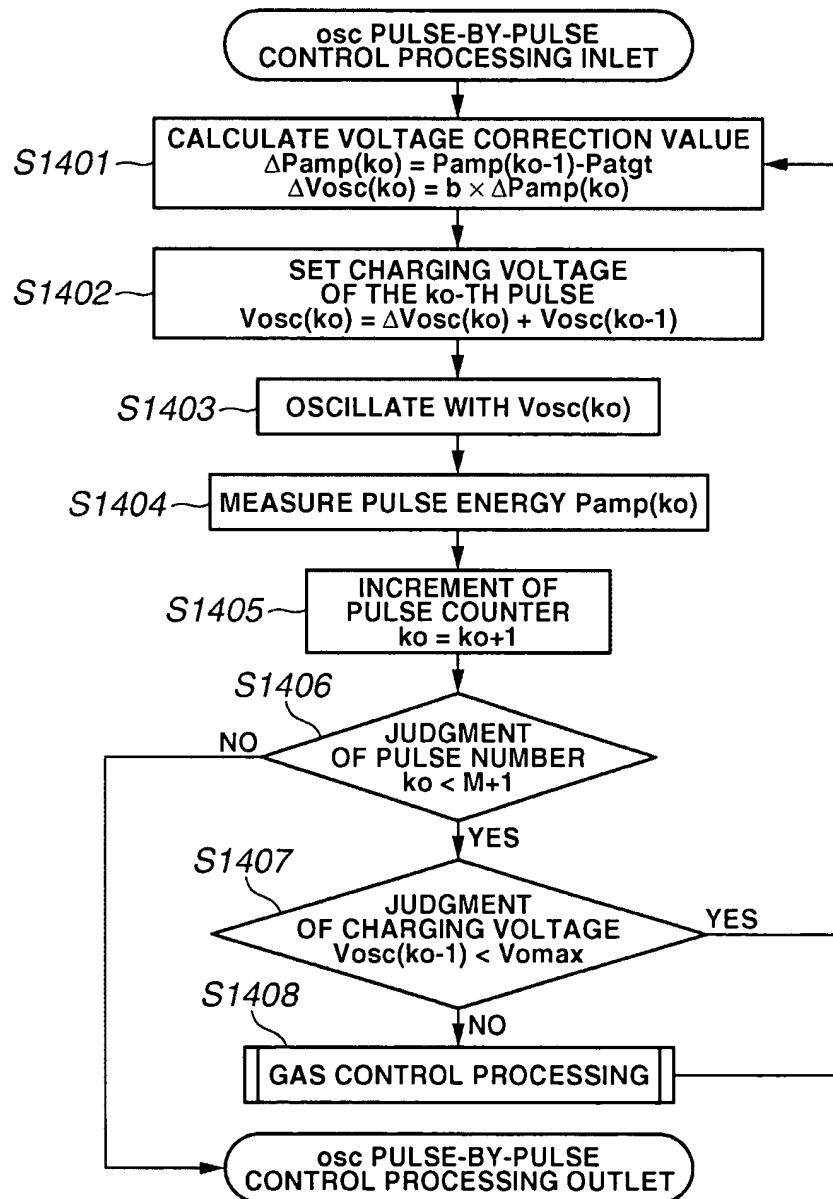 osc PULSE-BY-PULSE
CONTROL PROCESSING INLET
S1401
CALCULATE VOLTAGE CORRECTION VALUE
ΔPamp(ko) = Pamp(ko-1)-Patgt
ΔVosc(ko) = b × ΔPamp(ko)
S1402
SET CHARGING VOLTAGE
OF THE ko-TH PULSE
Vosc(ko) = ΔVosc(ko) + Vosc(ko-1)
S1403
OSCILLATE WITH Vosc(ko)
S1404
MEASURE PULSE ENERGY Pamp(ko)
S1405
INCREMENT OF
PULSE COUNTER
ko = ko+1
S1406
JUDGMENT
OF PULSE NUMBER
ko < M+1
NO
YES
S1407
JUDGMENT
OF CHARGING VOLTAGE
Vosc(ko-1) < Vomax
YES
NO
S1408
GAS CONTROL PROCESSING
osc PULSE-BY-PULSE
CONTROL PROCESSING OUTLET